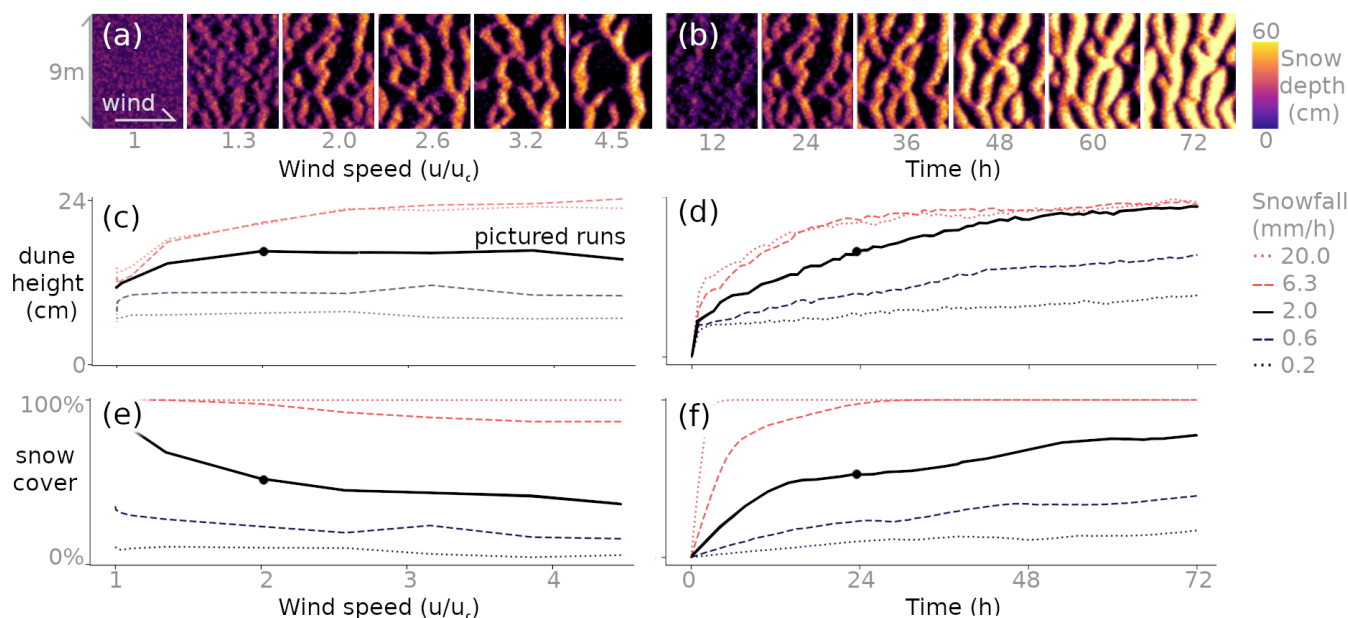 (a)
(b)
60
Snow
depth
(cm)
0
9m
wind
1 1.3 2.0 2.6 3.2 4.5
Wind speed (u/uc)
12 24 36 48 60 72
Time (h)
(c)
24
dune
height
(cm)
0
pictured runs
(d)
Snowfall
(mm/h)
20.0
6.3
2.0
0.6
0.2
(e)
100%
snow
cover
0%
1 2 3 4
Wind speed (u/uc)
(f)
0 24 48 72
Time (h)